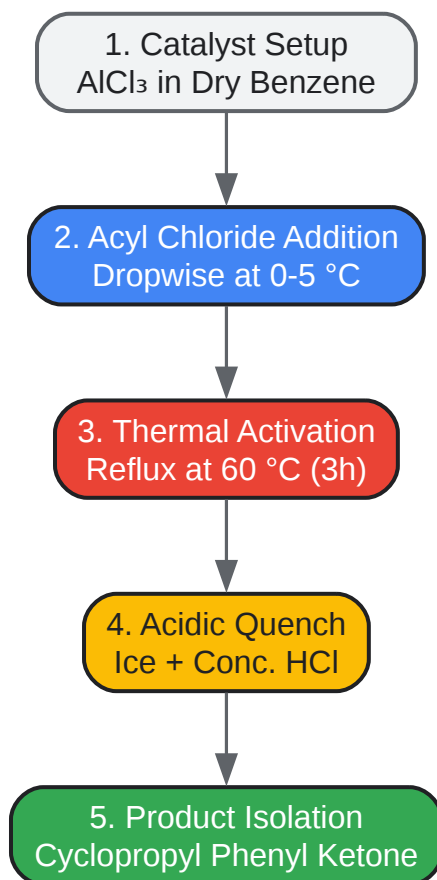 1. Catalyst Setup
AlCl₃ in Dry Benzene
2. Acyl Chloride Addition
Dropwise at 0-5 °C
3. Thermal Activation
Reflux at 60 °C (3h)
4. Acidic Quench
Ice + Conc. HCl
5. Product Isolation
Cyclopropyl Phenyl Ketone